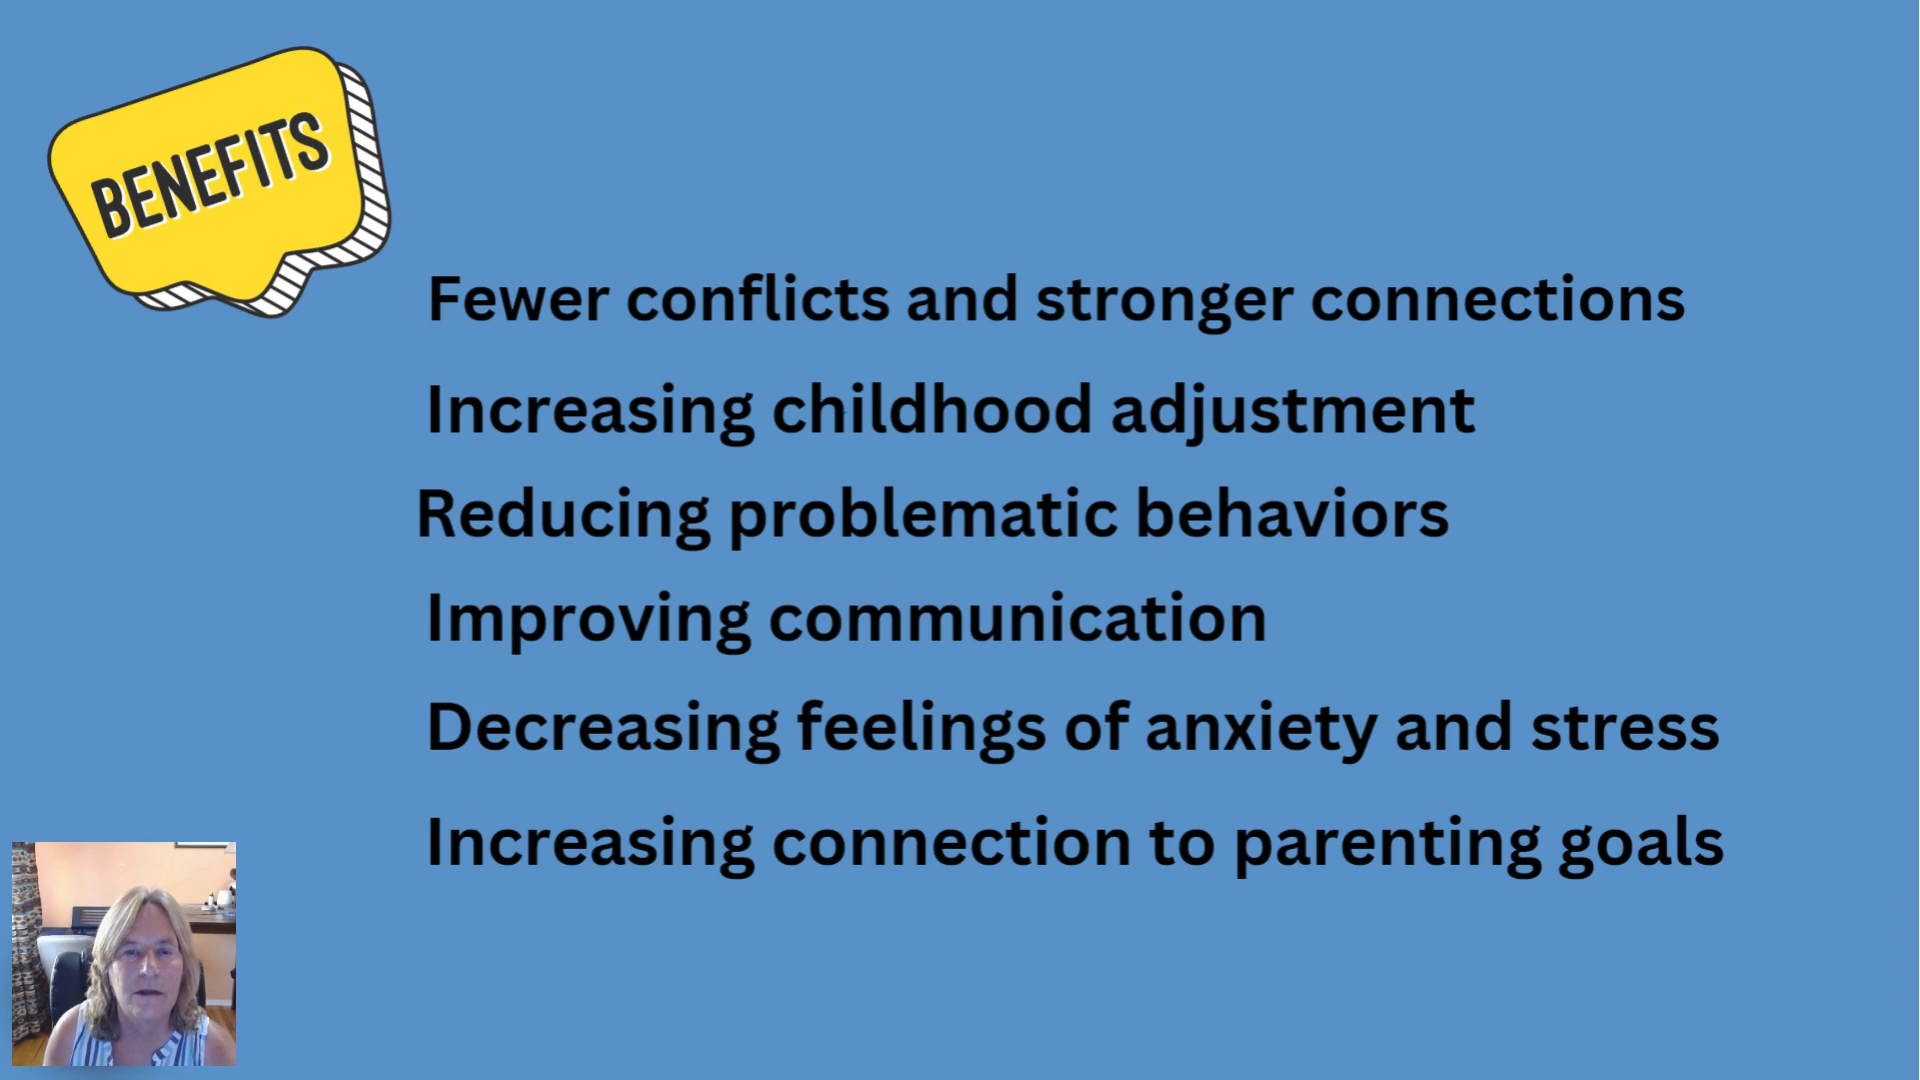 BENEFITS
Fewer conflicts and stronger connections
Increasing childhood adjustment
Reducing problematic behaviors
Improving communication
Decreasing feelings of anxiety and stress
Increasing connection to parenting goals